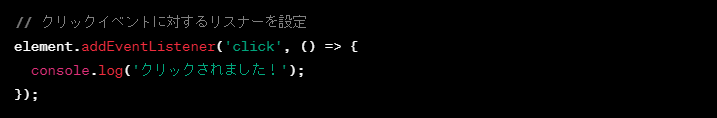 // クリックイベントに対するリスナーを設定
element.addEventListener('click', () => {
  console.log('クリックされました！');
});